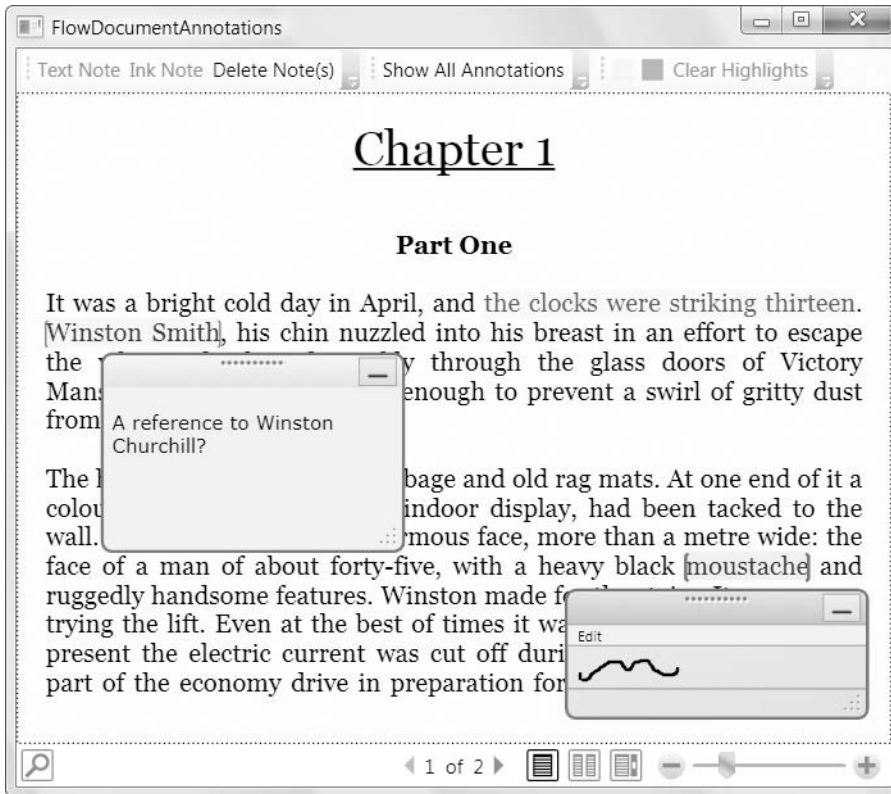 FlowDocumentAnnotations
Text Note Ink Note Delete Note(s) Show All Annotations Clear Highlights
Chapter 1
Part One
It was a bright cold day in April, and the clocks were striking thirteen.
Winston Smith, his chin nuzzled into his breast in an effort to escape
the through the glass doors of Victory
enough to prevent a swirl of gritty dust
from
A reference to Winston
Churchill?
The and old rag mats. At one end of it a
indoor display, had been tacked to the
wall. face, more than a metre wide: the
face of a man of about forty-five, with a heavy black moustache and
ruggedly handsome features. Winston made
trying the lift. Even at the best of times it
present the electric current was cut off
part of the economy drive in preparation for
Edit
1 of 2